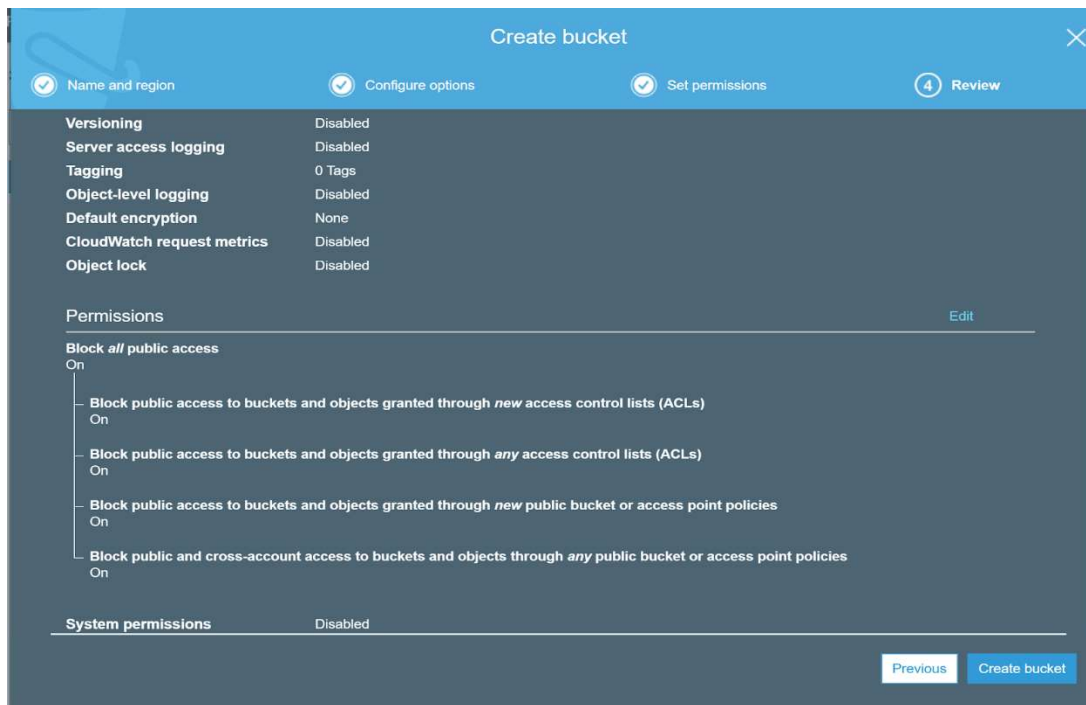 Create bucket
Name and region
Configure options
Set permissions
4 Review
Versioning Disabled
Server access logging Disabled
Tagging 0 Tags
Object-level logging Disabled
Default encryption None
CloudWatch request metrics Disabled
Object lock Disabled
Permissions Edit
Block all public access
On
Block public access to buckets and objects granted through new access control lists (ACLs)
On
Block public access to buckets and objects granted through any access control lists (ACLs)
On
Block public access to buckets and objects granted through new public bucket or access point policies
On
Block public and cross-account access to buckets and objects through any public bucket or access point policies
On
System permissions Disabled
Previous Create bucket